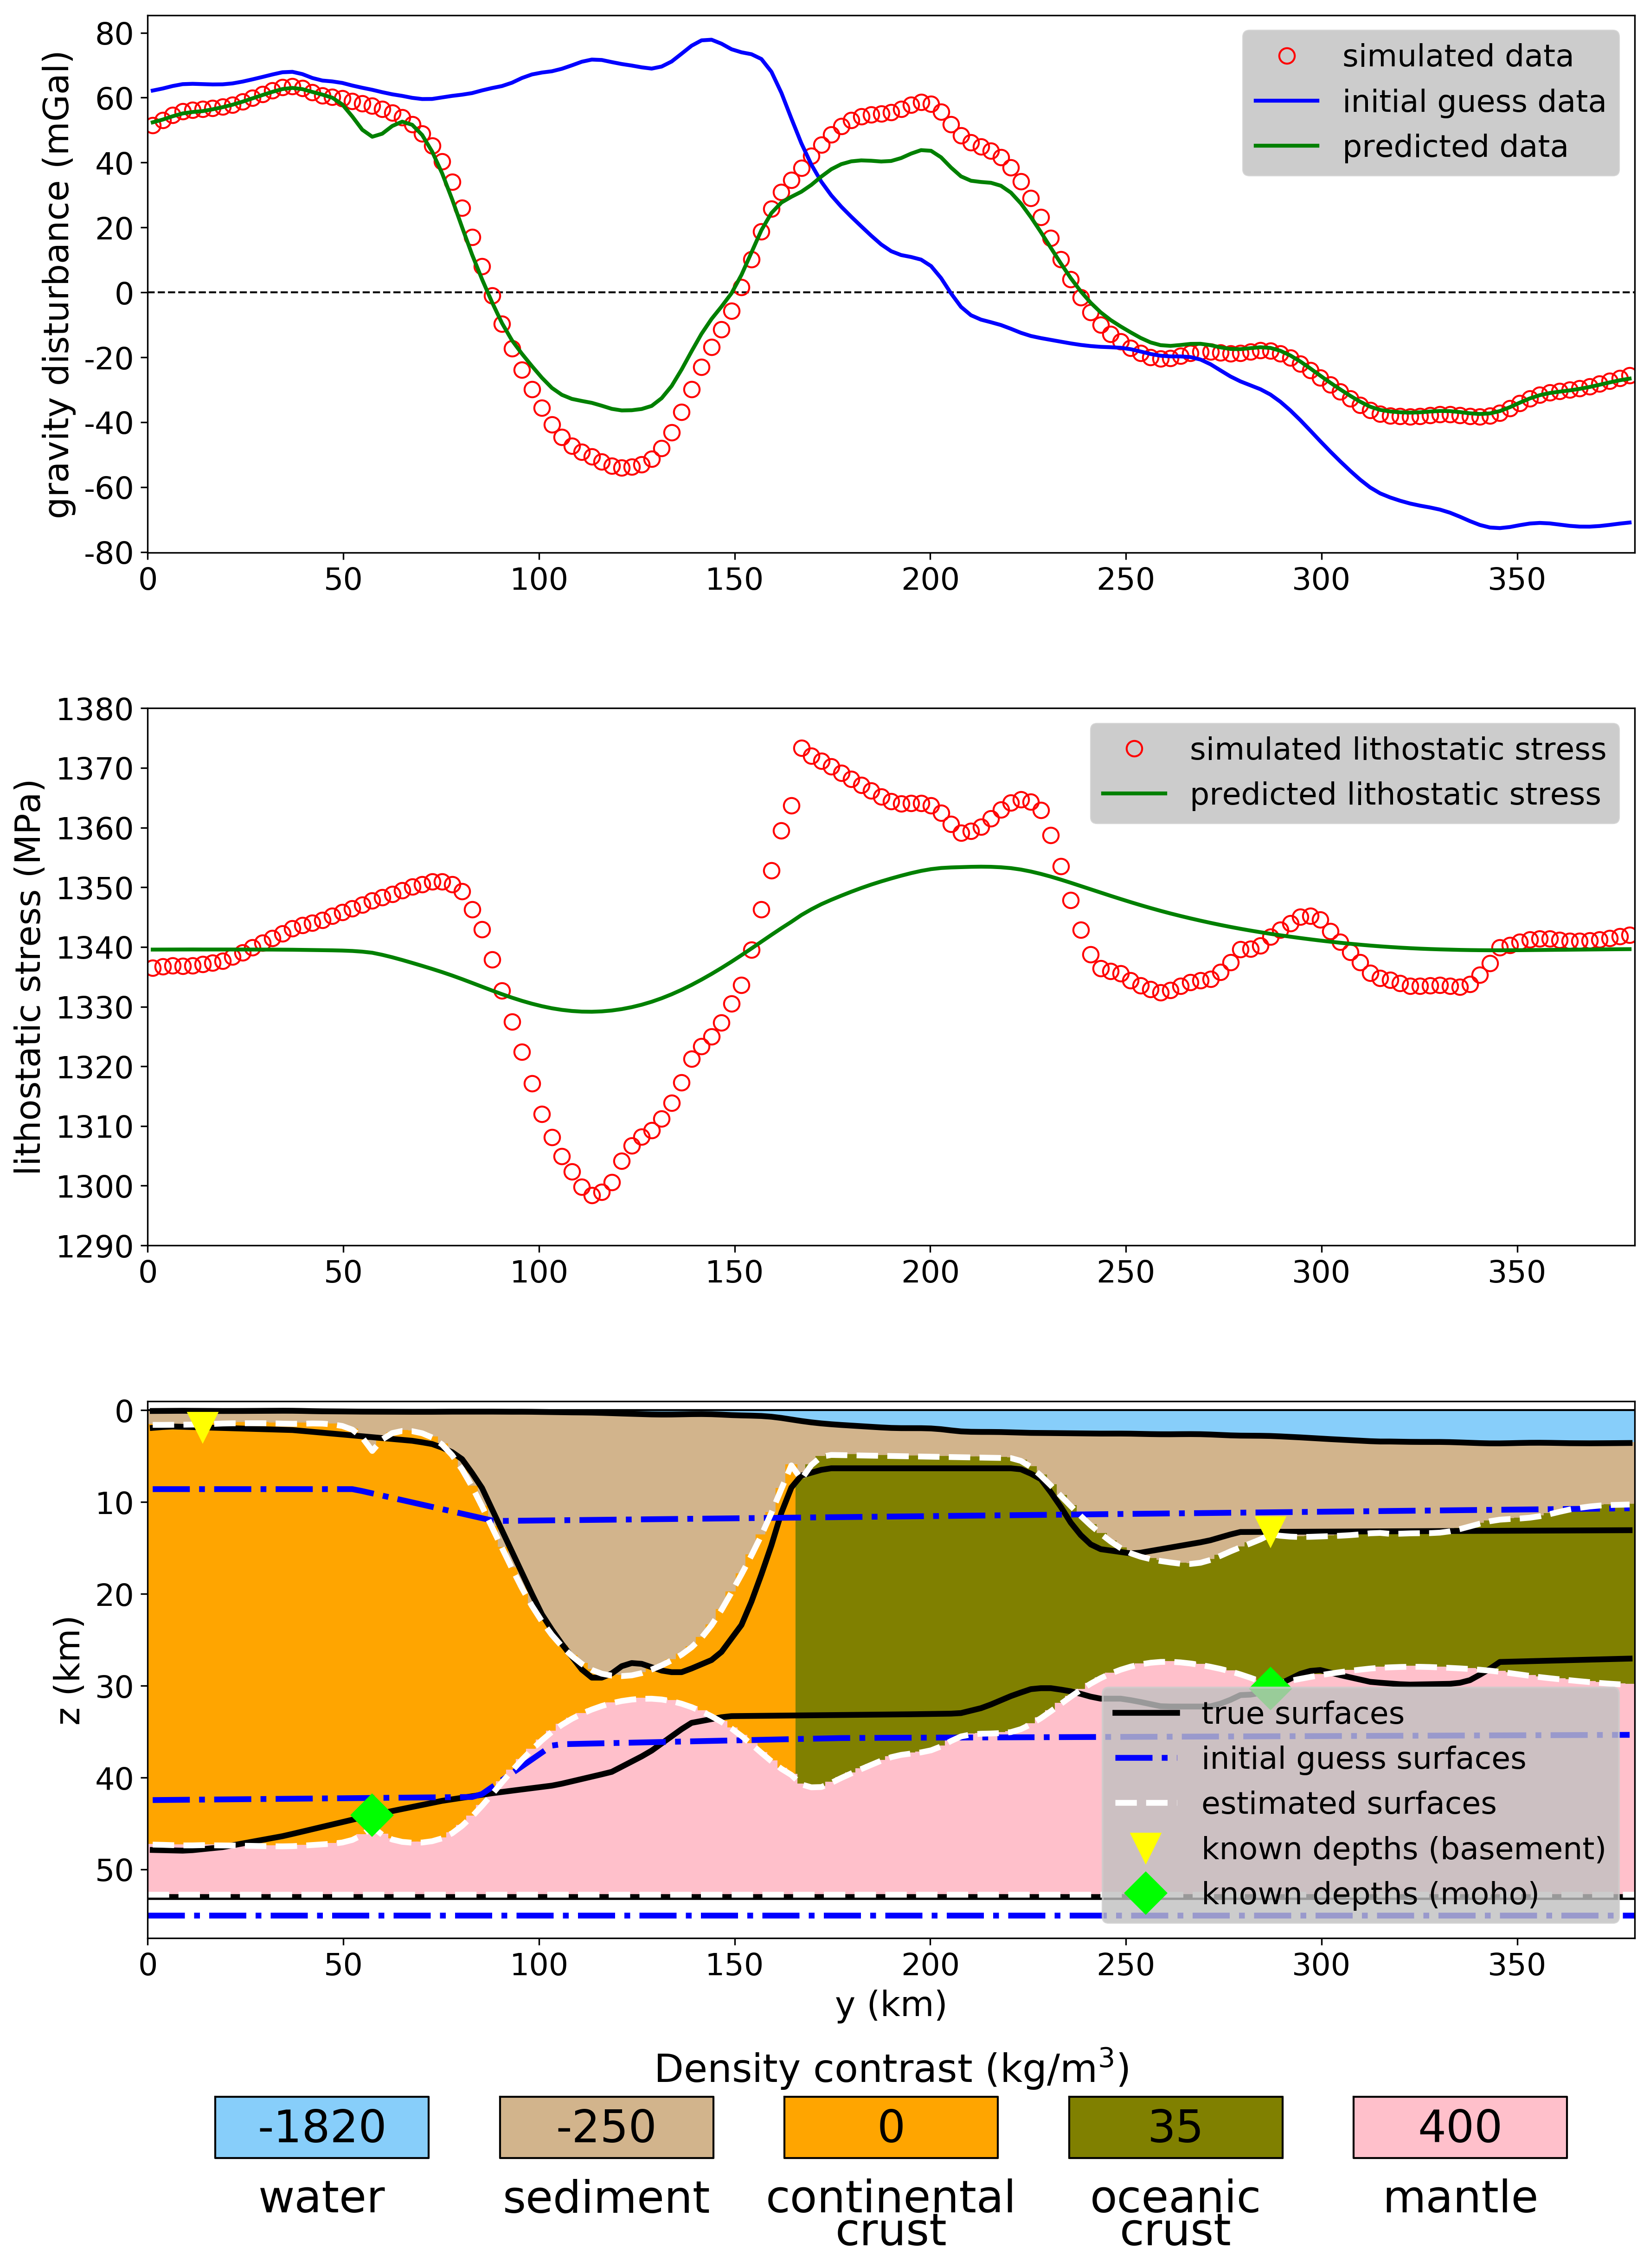 80
60
40
20
0
-20
-40
-60
-80
gravity disturbance (mGal)
simulated data
initial guess data
predicted data
0 50 100 150 200 250 300 350
1380
1370
1360
1350
1340
1330
1320
1310
1300
1290
lithostatic stress (MPa)
simulated lithostatic stress
predicted lithostatic stress
0 50 100 150 200 250 300 350
0
10
20
30
40
50
z (km)
true surfaces
initial guess surfaces
estimated surfaces
known depths (basement)
known depths (moho)
0 50 100 150 200 250 300 350
y (km)
Density contrast (kg/m³)
-1820 -250 0 35 400
water sediment continental oceanic mantle
crust crust